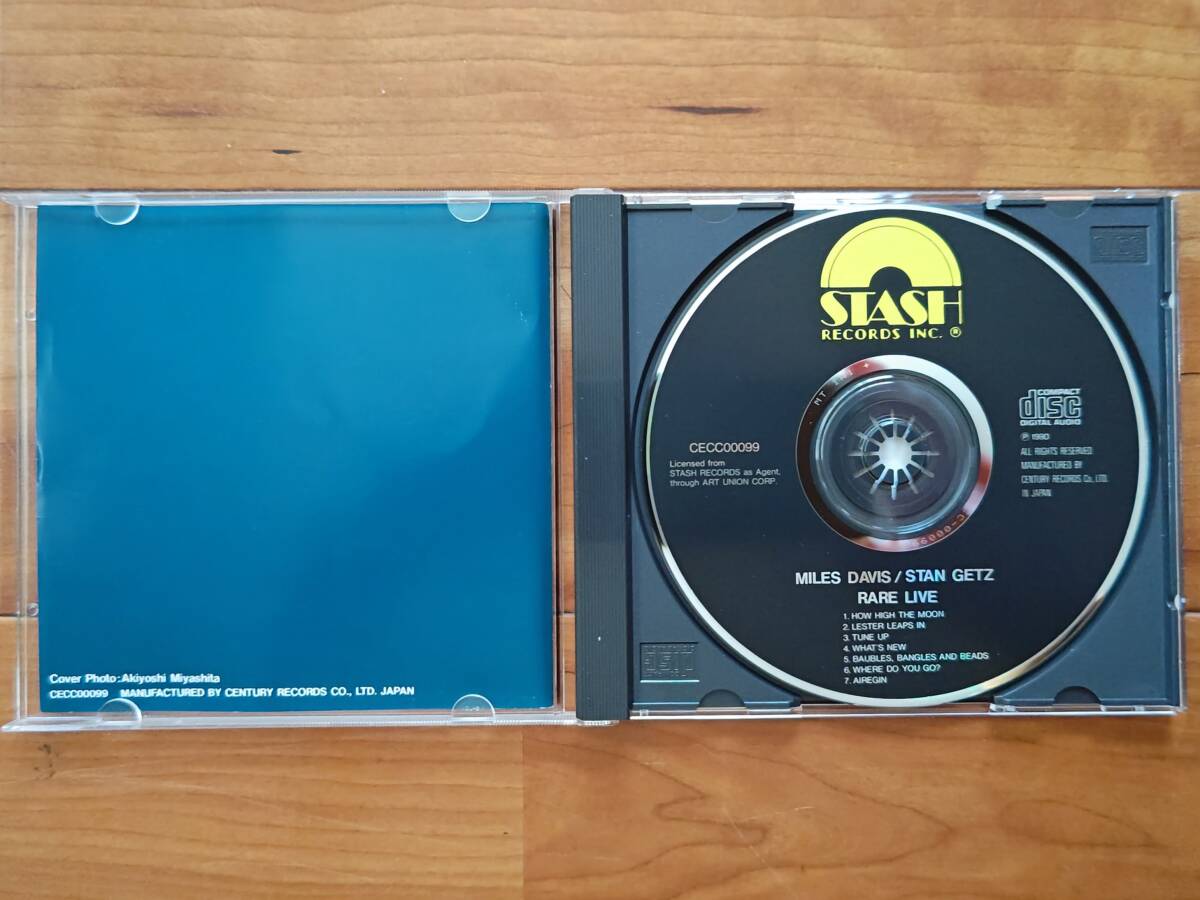 Cover Photo:Akiyoshi Miyashita
CECC00099 MANUFACTURED BY CENTURY RECORDS CO., LTD. JAPAN
STASH
RECORDS INC. ®
CECC00099
Licensed from
STASH RECORDS as Agent,
through ART UNION CORP.
COMPACT
disc
DIGITAL AUDIO
℗ 1990
ALL RIGHTS RESERVED
MANUFACTURED BY
CENTURY RECORDS Co., LTD.
IN JAPAN
MILES DAVIS/STAN GETZ
RARE LIVE
1. HOW HIGH THE MOON
2. LESTER LEAPS IN
3. TUNE UP
4. WHAT'S NEW
5. BAUBLES, BANGLES AND BEADS
6. WHERE DO YOU GO?
7. AIREGIN